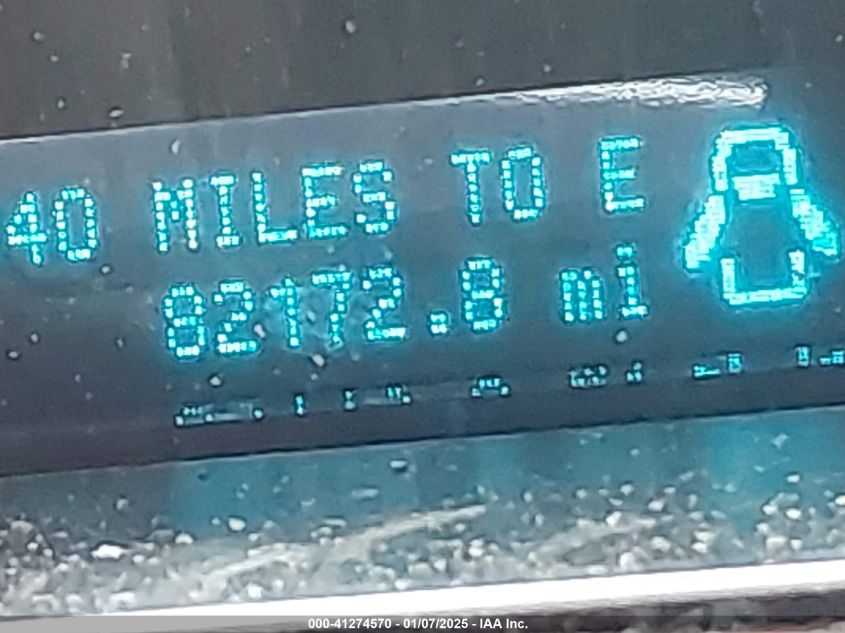 40 MILES TO E
82172.8 mi
000-41274570 - 01/07/2025 - IAA Inc.